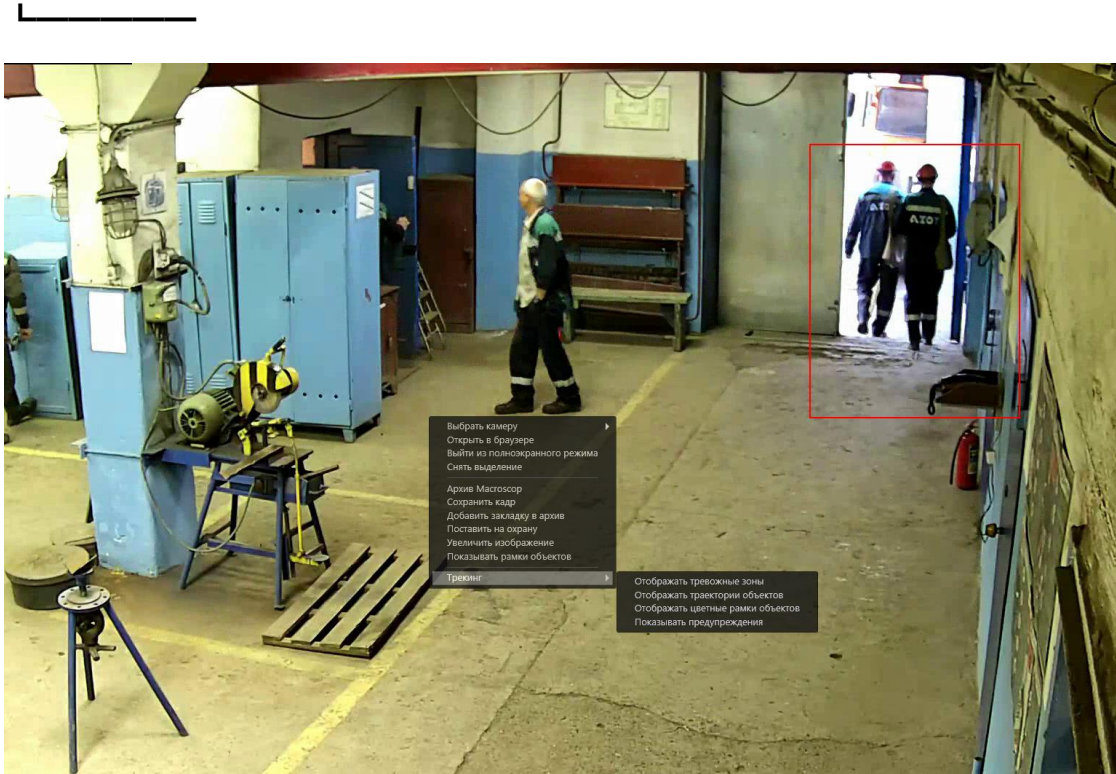 АЗОТ
АЗОТ
Выбрать камеру
Открыть в браузере
Выйти из полноэкранного режима
Снять выделение
Архив Macroscop
Сохранить кадр
Добавить закладку в архив
Поставить на охрану
Увеличить изображение
Показывать рамки объектов
Трекинг
Отображать тревожные зоны
Отображать траектории объектов
Отображать цветные рамки объектов
Показывать предупреждения